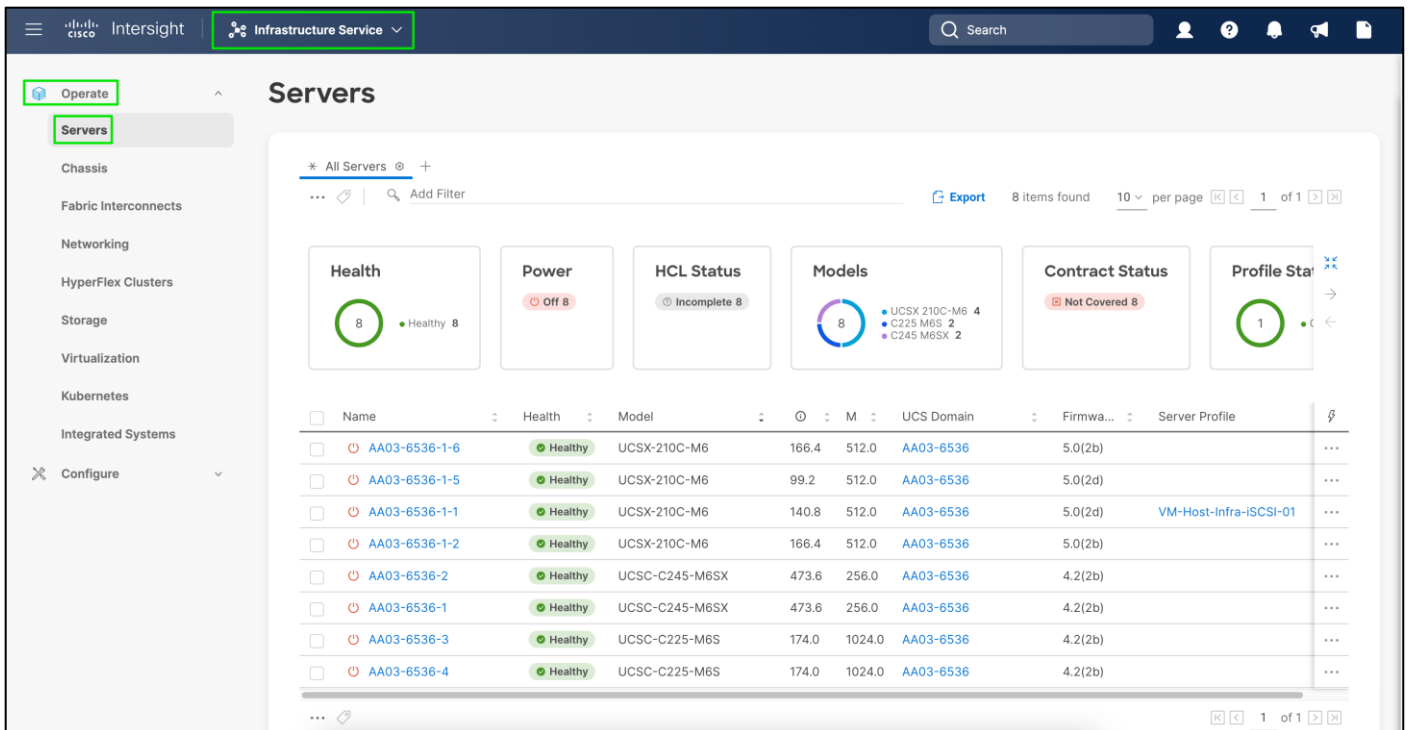 cisco Intersight Infrastructure Service Search
Operate
Servers
Chassis
Fabric Interconnects
Networking
HyperFlex Clusters
Storage
Virtualization
Kubernetes
Integrated Systems
Configure
Servers
All Servers
Add Filter Export 8 items found 10 per page 1 of 1
Health
8 Healthy 8
Power
Off 8
HCL Status
Incomplete 8
Models
8
UCSX 210C-M6 4
C225 M6S 2
C245 M6SX 2
Contract Status
Not Covered 8
Profile Stat
1
Name Health Model M UCS Domain Firmwa... Server Profile
AA03-6536-1-6 Healthy UCSX-210C-M6 166.4 512.0 AA03-6536 5.0(2b)
AA03-6536-1-5 Healthy UCSX-210C-M6 99.2 512.0 AA03-6536 5.0(2d)
AA03-6536-1-1 Healthy UCSX-210C-M6 140.8 512.0 AA03-6536 5.0(2d) VM-Host-Infra-iSCSI-01
AA03-6536-1-2 Healthy UCSX-210C-M6 166.4 512.0 AA03-6536 5.0(2b)
AA03-6536-2 Healthy UCSC-C245-M6SX 473.6 256.0 AA03-6536 4.2(2b)
AA03-6536-1 Healthy UCSC-C245-M6SX 473.6 256.0 AA03-6536 4.2(2b)
AA03-6536-3 Healthy UCSC-C225-M6S 174.0 1024.0 AA03-6536 4.2(2b)
AA03-6536-4 Healthy UCSC-C225-M6S 174.0 1024.0 AA03-6536 4.2(2b)
1 of 1